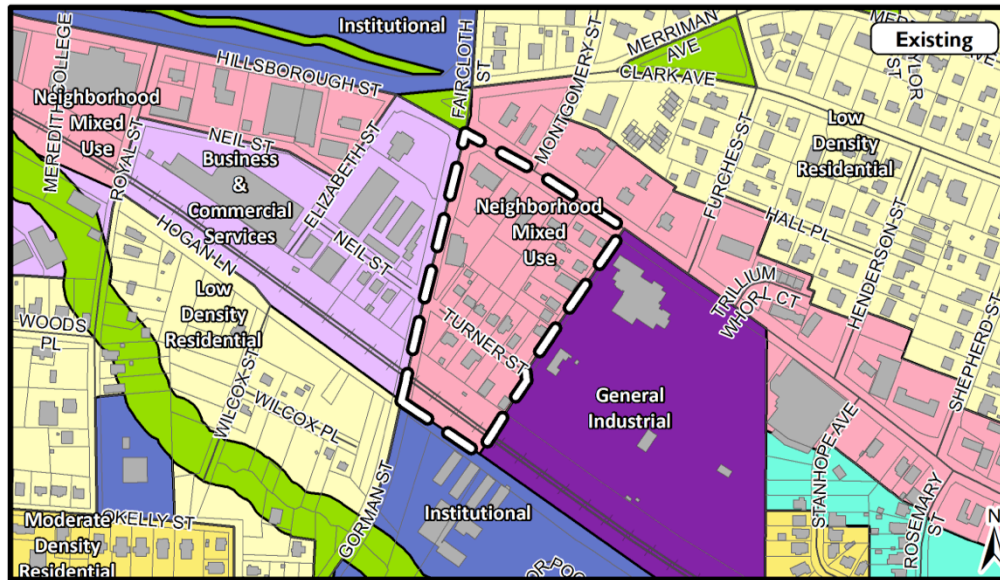 Institutional
Existing
MERRIMAN
AVE
CLARK AVE
HILLSBOROUGH ST
FAIRCLOTH
ST
MONTGOMERY ST
MEREDITH COLLEGE
Neighborhood
Mixed
Use
ROYAL ST
NEIL ST
Business
&
Commercial
Services
ELIZABETH ST
NEIL ST
FURCHES ST
Low
Density
Residential
HALL PL
HENDERSON ST
Neighborhood
Mixed
Use
HOGAN LN
Low
Density
Residential
TURNER ST
TRILLIUM
WHORL CT
SHEPHERD ST
WOODS
PL
WILCOX ST
WILCOX PL
General
Industrial
GORMAN ST
Institutional
STANHOPE AVE
ROSEMARY
ST
N
Moderate
Density
Residential
OKELLY ST